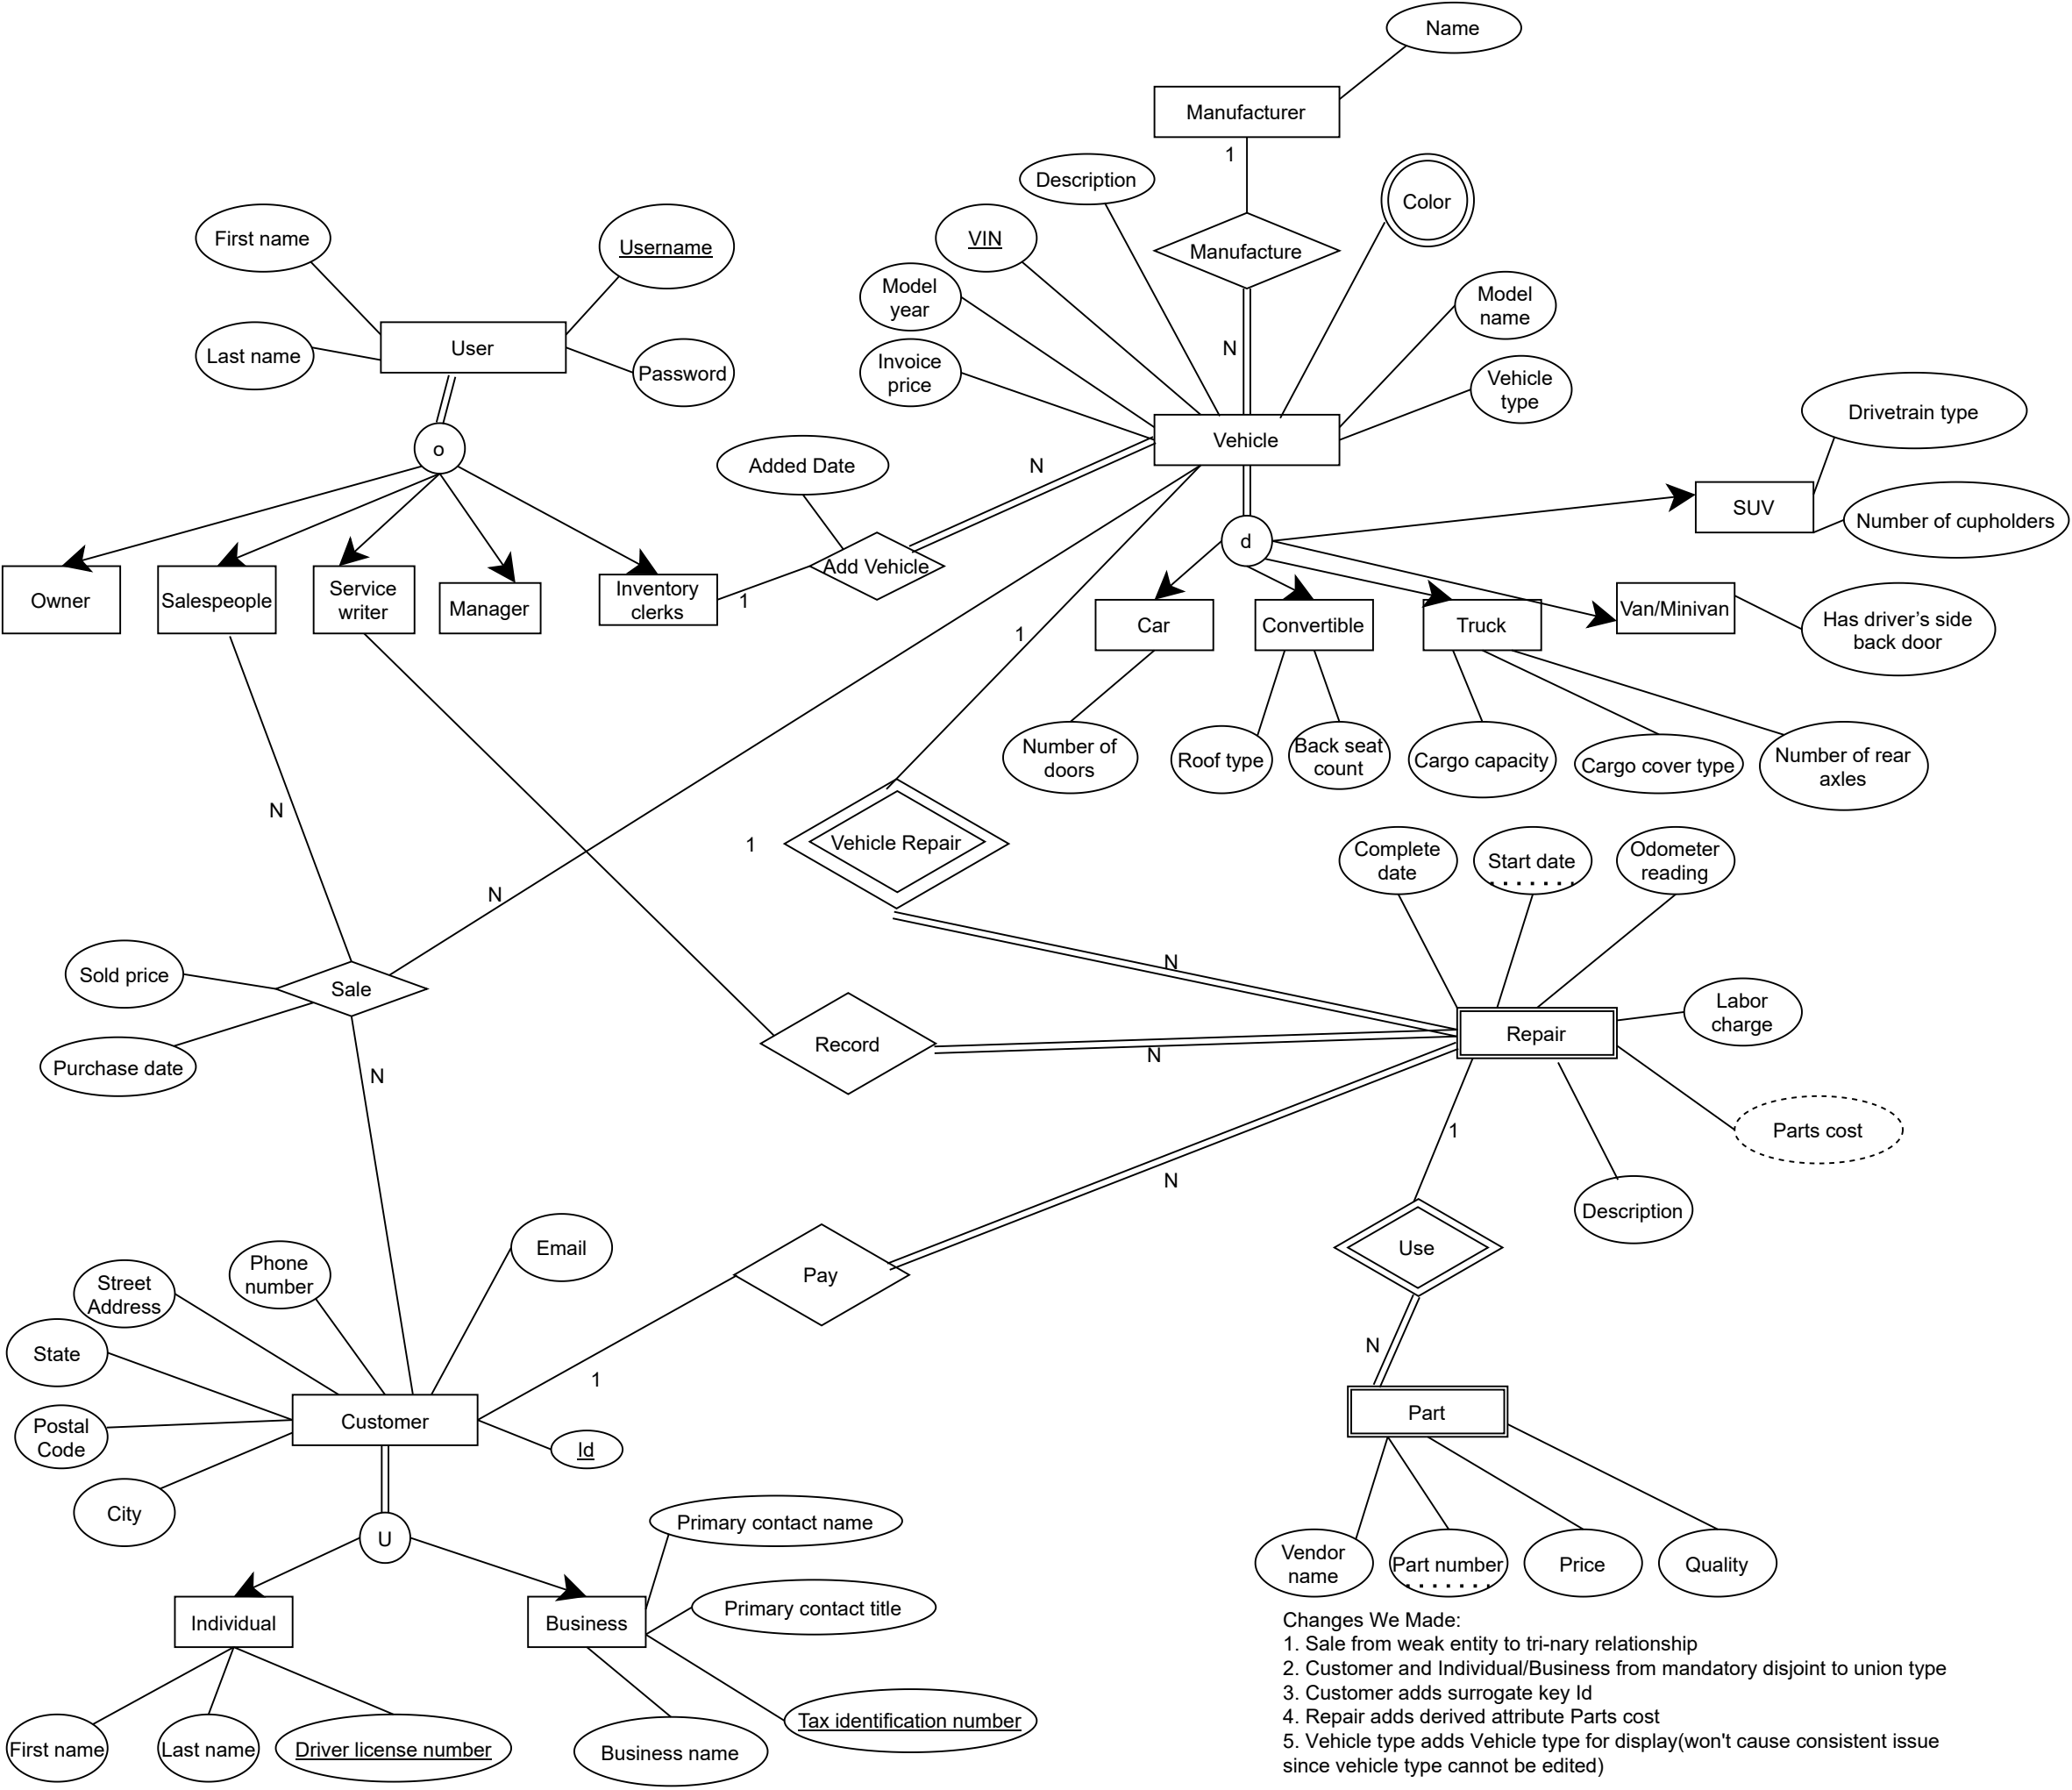 Name
Manufacturer
1
Description
Color
First name
Username
VIN
Manufacture
Model
year
Model
name
User
Last name
Password
Invoice
price
N
Vehicle
type
Drivetrain type
Vehicle
o
Added Date
N
SUV
Number of cupholders
d
Add Vehicle
Owner
Salespeople
Service
writer
Manager
Inventory
clerks
1
Car
Convertible
Truck
Van/Minivan
Has driver’s side
back door
1
Number of
doors
Roof type
Back seat
count
Cargo capacity
Cargo cover type
Number of rear
axles
N
1
Vehicle Repair
Complete
date
Start date
Odometer
reading
N
N
Sold price
Sale
Labor
charge
Record
N
Repair
Purchase date
N
1
Parts cost
N
Description
Email
Phone
number
Street
Address
Pay
Use
State
N
1
Postal
Code
Customer
Id
Part
City
U
Primary contact name
Vendor
name
Part number
Price
Quality
Individual
Business
Primary contact title
First name
Last name
Driver license number
Business name
Tax identification number
Changes We Made:
1. Sale from weak entity to tri-nary relationship
2. Customer and Individual/Business from mandatory disjoint to union type
3. Customer adds surrogate key Id
4. Repair adds derived attribute Parts cost
5. Vehicle type adds Vehicle type for display(won't cause consistent issue
since vehicle type cannot be edited)